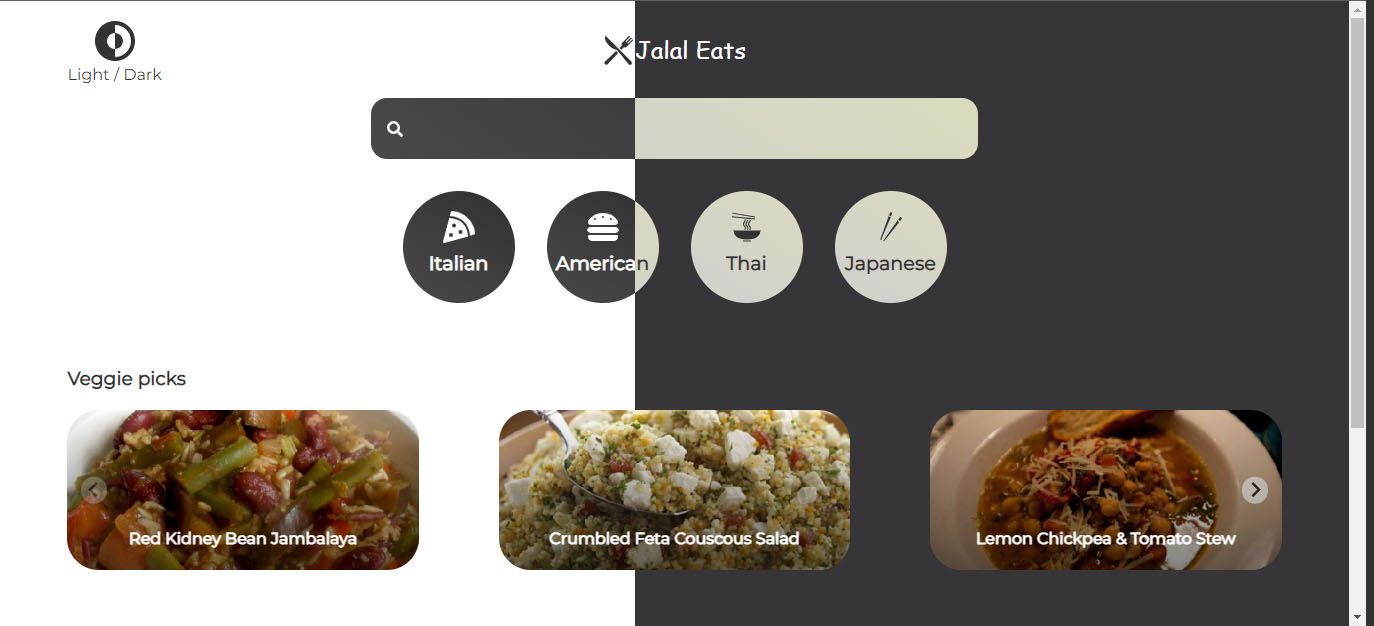 Jalal Eats
Light / Dark
Italian
American
Thai
Japanese
Veggie picks
Red Kidney Bean Jambalaya
Crumbled Feta Couscous Salad
Lemon Chickpea & Tomato Stew